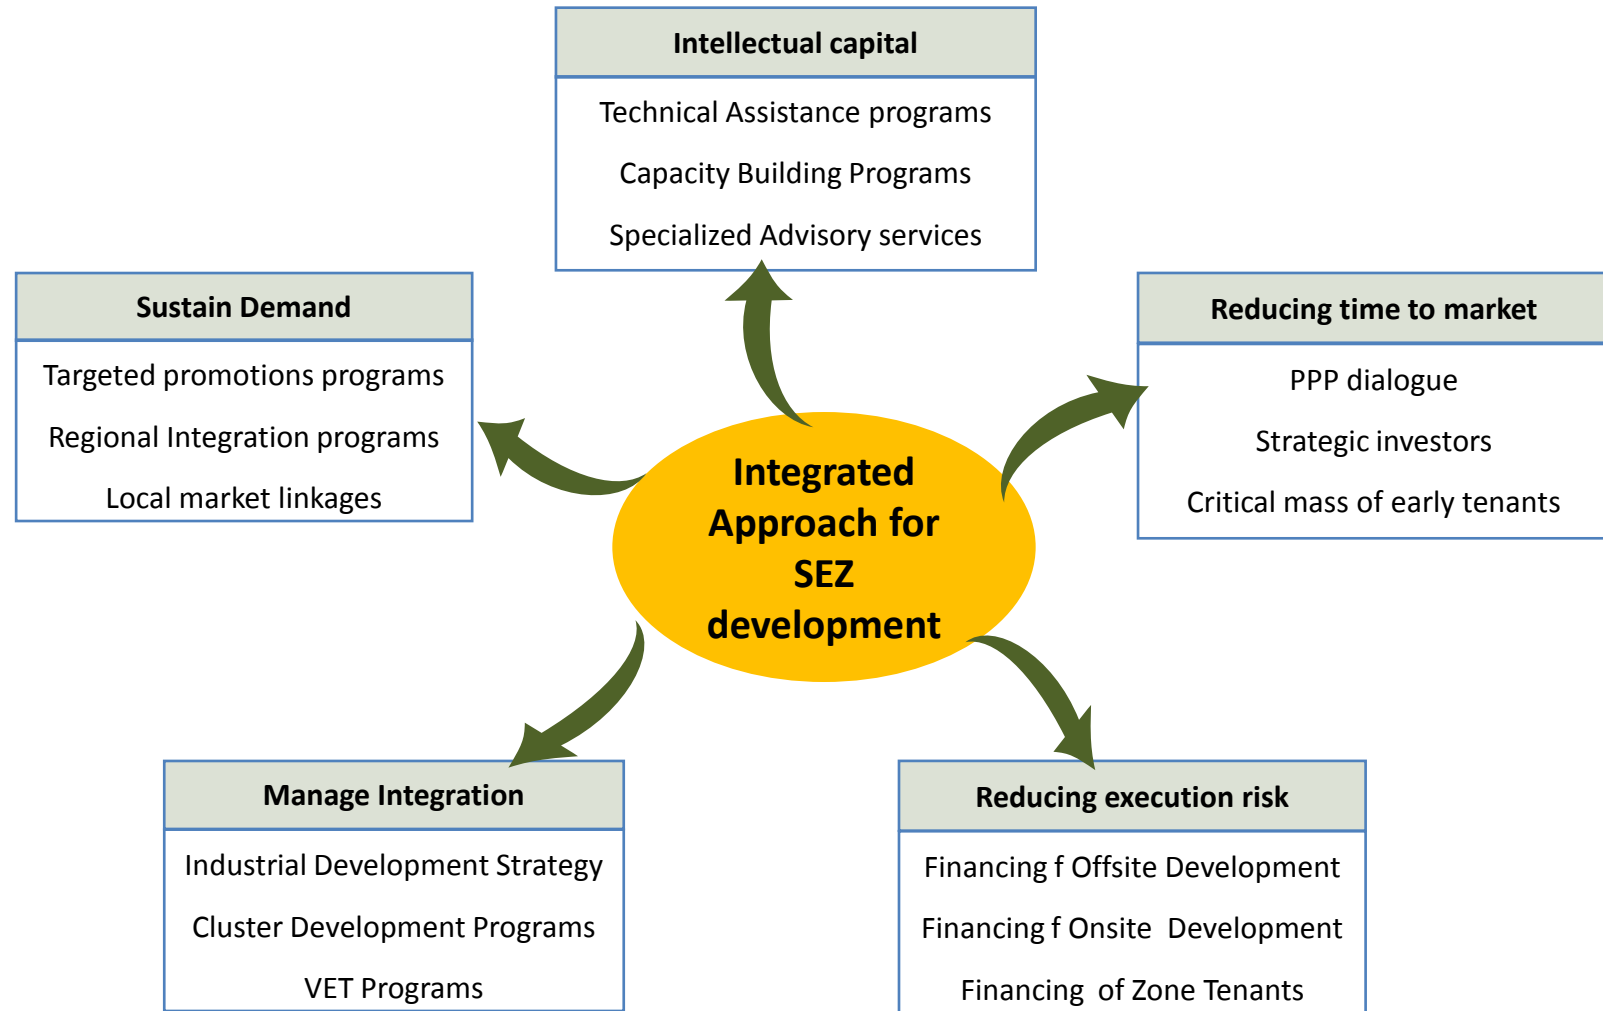 Intellectual capital
Technical Assistance programs
Capacity Building Programs
Specialized Advisory services
Sustain Demand
Targeted promotions programs
Regional Integration programs
Local market linkages
Reducing time to market
PPP dialogue
Strategic investors
Critical mass of early tenants
Integrated
Approach for
SEZ
development
Manage Integration
Industrial Development Strategy
Cluster Development Programs
VET Programs
Reducing execution risk
Financing f Offsite Development
Financing f Onsite Development
Financing of Zone Tenants